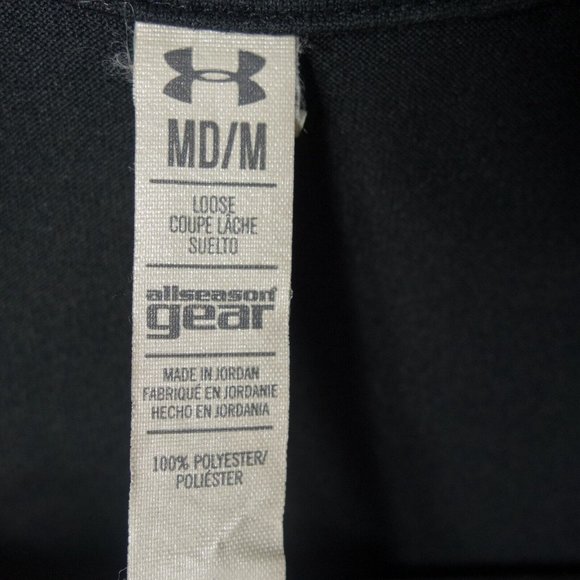 MD/M
LOOSE
COUPE LÂCHE
SUELTO
allseason
gear
MADE IN JORDAN
FABRIQUÉ EN JORDANIE
HECHO EN JORDANIA
100% POLYESTER/
POLIÉSTER